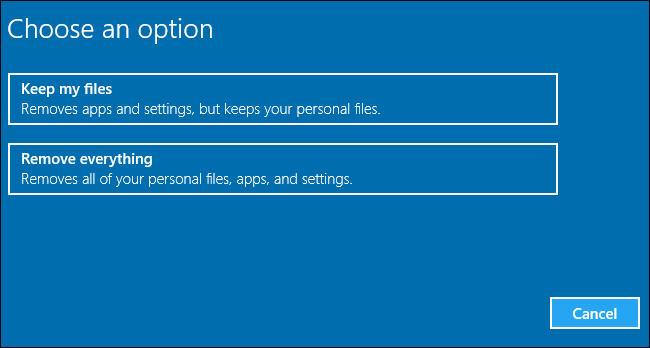 Choose an option
Keep my files
Removes apps and settings, but keeps your personal files.
Remove everything
Removes all of your personal files, apps, and settings.
Cancel